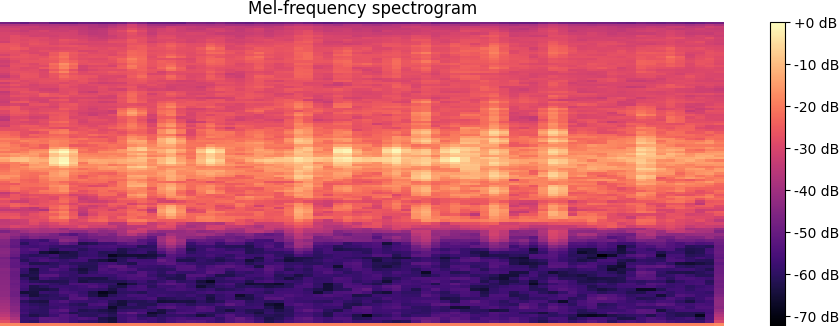 Mel-frequency spectrogram
+0 dB
-10 dB
-20 dB
-30 dB
-40 dB
-50 dB
-60 dB
-70 dB